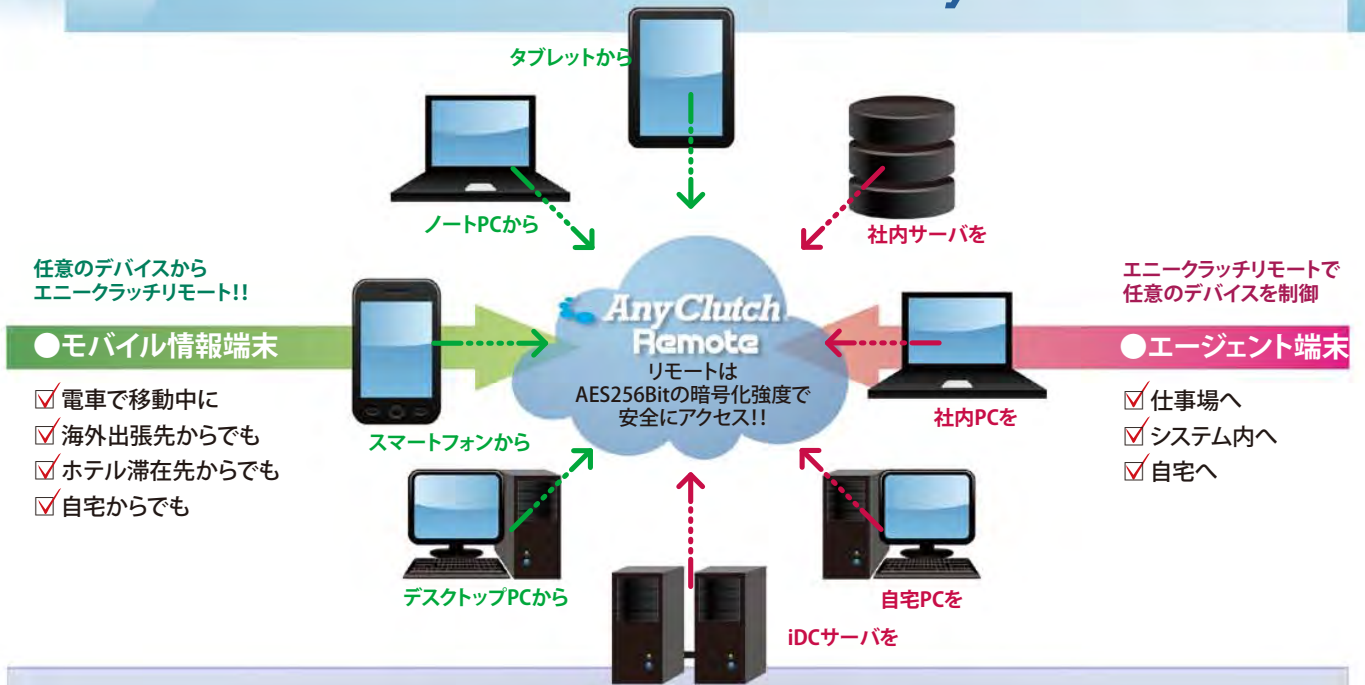 タブレットから
ノートPCから
社内サーバを
任意のデバイスから
エニークラッチリモート!!
●モバイル情報端末
☑電車で移動中に
☑海外出張先からでも
☑ホテル滞在先からでも
☑自宅からでも
スマートフォンから
デスクトップPCから
AnyClutch
Remote
リモートは
AES256Bitの暗号化強度で
安全にアクセス!!
エニークラッチリモートで
任意のデバイスを制御
●エージェント端末
☑仕事場へ
☑システム内へ
☑自宅へ
社内PCを
自宅PCを
iDCサーバを